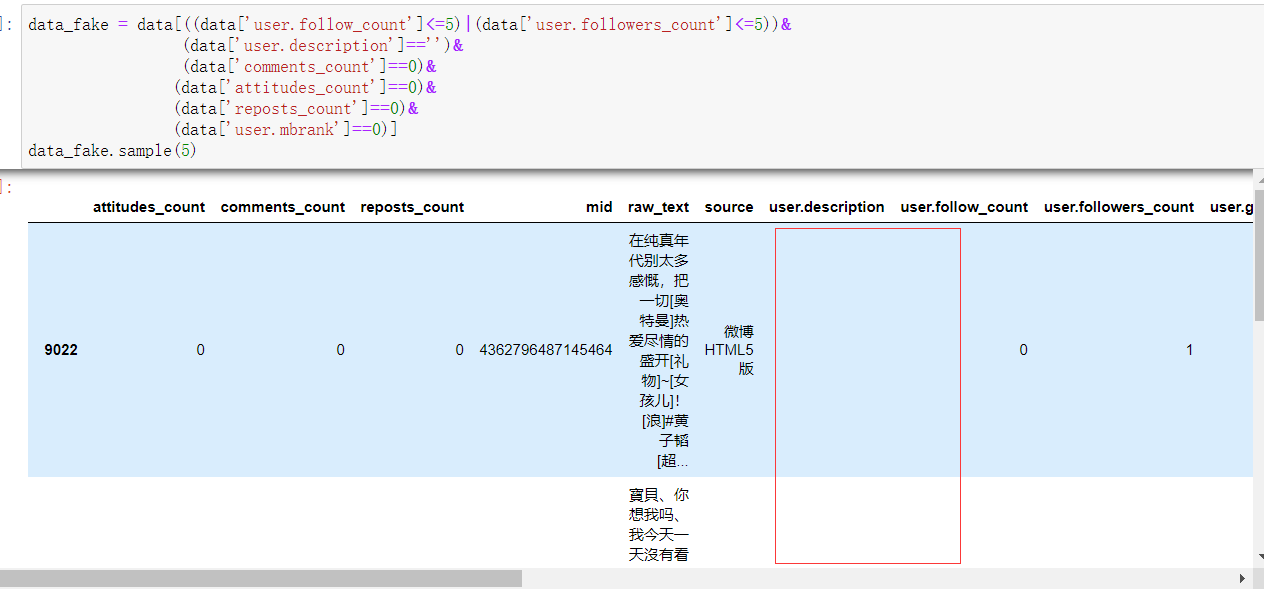 ]: data_fake = data[((data['user.follow_count']<=5)|(data['user.followers_count']<=5))&
(data['user.description']=='')&
(data['comments_count']==0)&
(data['attitudes_count']==0)&
(data['reposts_count']==0)&
(data['user.mbrank']==0)]
data_fake.sample(5)
]:
attitudes_count comments_count reposts_count mid raw_text source user.description user.follow_count user.followers_count user.g
在纯真年
代别太多
感慨，把
一切[奥
特曼]热
爱尽情的
盛开[礼
物]~[女
孩儿]！
[浪]#黄
子韬
[超...
微博
HTML5
版
9022 0 0 0 4362796487145464 0 1
寶貝、你
想我吗、
我今天一
天沒有看